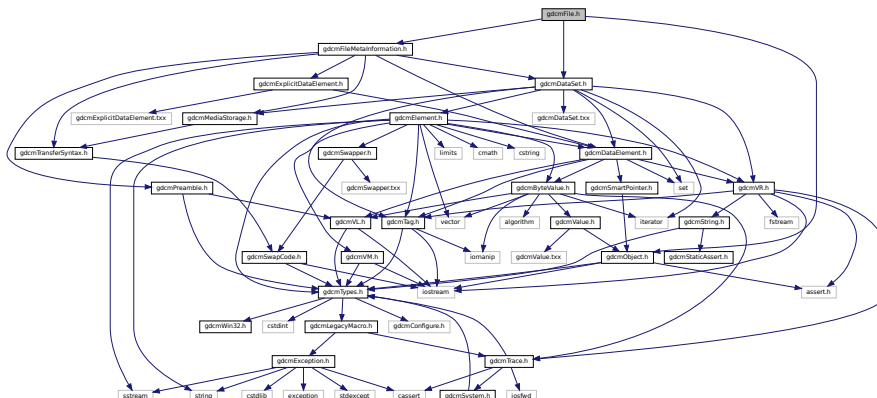 gdcmFile.h
gdcmFileMetaInformation.h
gdcmExplicitDataElement.h
gdcmDataSet.h
gdcmExplicitDataElement.txx
gdcmMediaStorage.h
gdcmElement.h
gdcmDataSet.txx
gdcmTransferSyntax.h
gdcmSwapper.h
limits
cmath
cstring
gdcmDataElement.h
gdcmPreamble.h
gdcmSwapper.txx
gdcmByteValue.h
gdcmSmartPointer.h
set
gdcmVR.h
gdcmVL.h
gdcmTag.h
vector
algorithm
gdcmValue.h
iterator
gdcmString.h
fstream
gdcmSwapCode.h
gdcmVM.h
iomanip
gdcmValue.txx
gdcmObject.h
gdcmStaticAssert.h
gdcmTypes.h
iostream
assert.h
gdcmWin32.h
cstdint
gdcmLegacyMacro.h
gdcmConfigure.h
gdcmException.h
gdcmTrace.h
sstream
string
cstdlib
exception
stdexcept
cassert
gdcmSystem.h
iosfwd